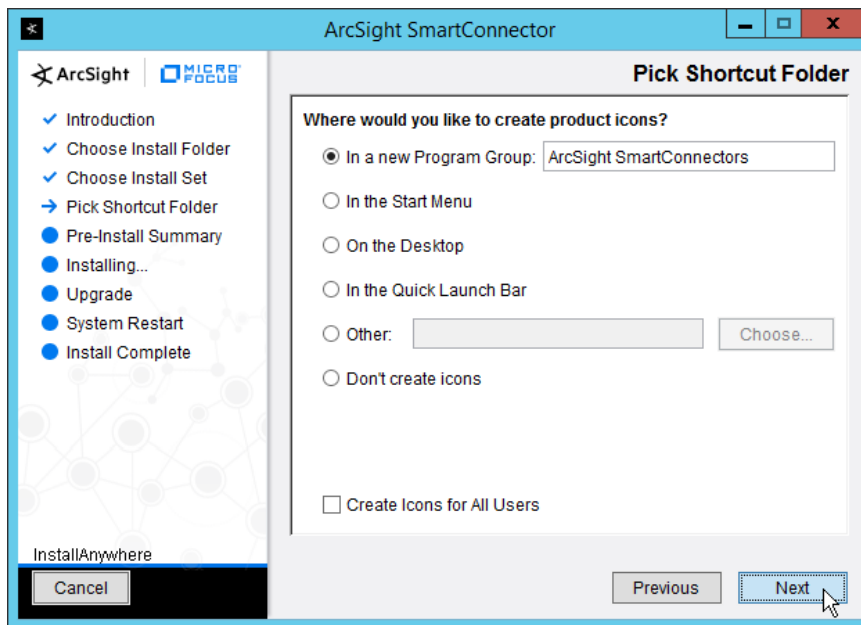 ArcSight SmartConnector
ArcSight MICRO FOCUS
Pick Shortcut Folder
Introduction
Choose Install Folder
Choose Install Set
Pick Shortcut Folder
Pre-Install Summary
Installing...
Upgrade
System Restart
Install Complete
Where would you like to create product icons?
In a new Program Group: ArcSight SmartConnectors
In the Start Menu
On the Desktop
In the Quick Launch Bar
Other: Choose...
Don't create icons
Create Icons for All Users
InstallAnywhere
Cancel Previous Next